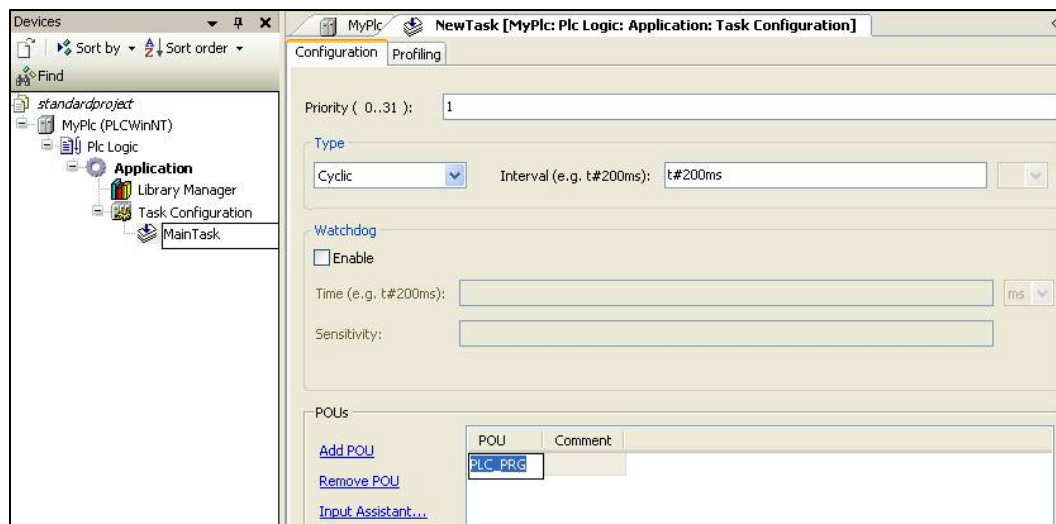 Devices
Sort by
Sort order
Find
standardproject
MyPlc (PLCWinNT)
Plc Logic
Application
Library Manager
Task Configuration
MainTask
MyPlc
NewTask [MyPlc: Plc Logic: Application: Task Configuration]
Configuration
Profiling
Priority ( 0..31 ):
1
Type
Cyclic
Interval (e.g. t#200ms):
t#200ms
Watchdog
Enable
Time (e.g. t#200ms):
ms
Sensitivity:
POUs
Add POU
Remove POU
Input Assistant...
POU
Comment
PLC_PRG